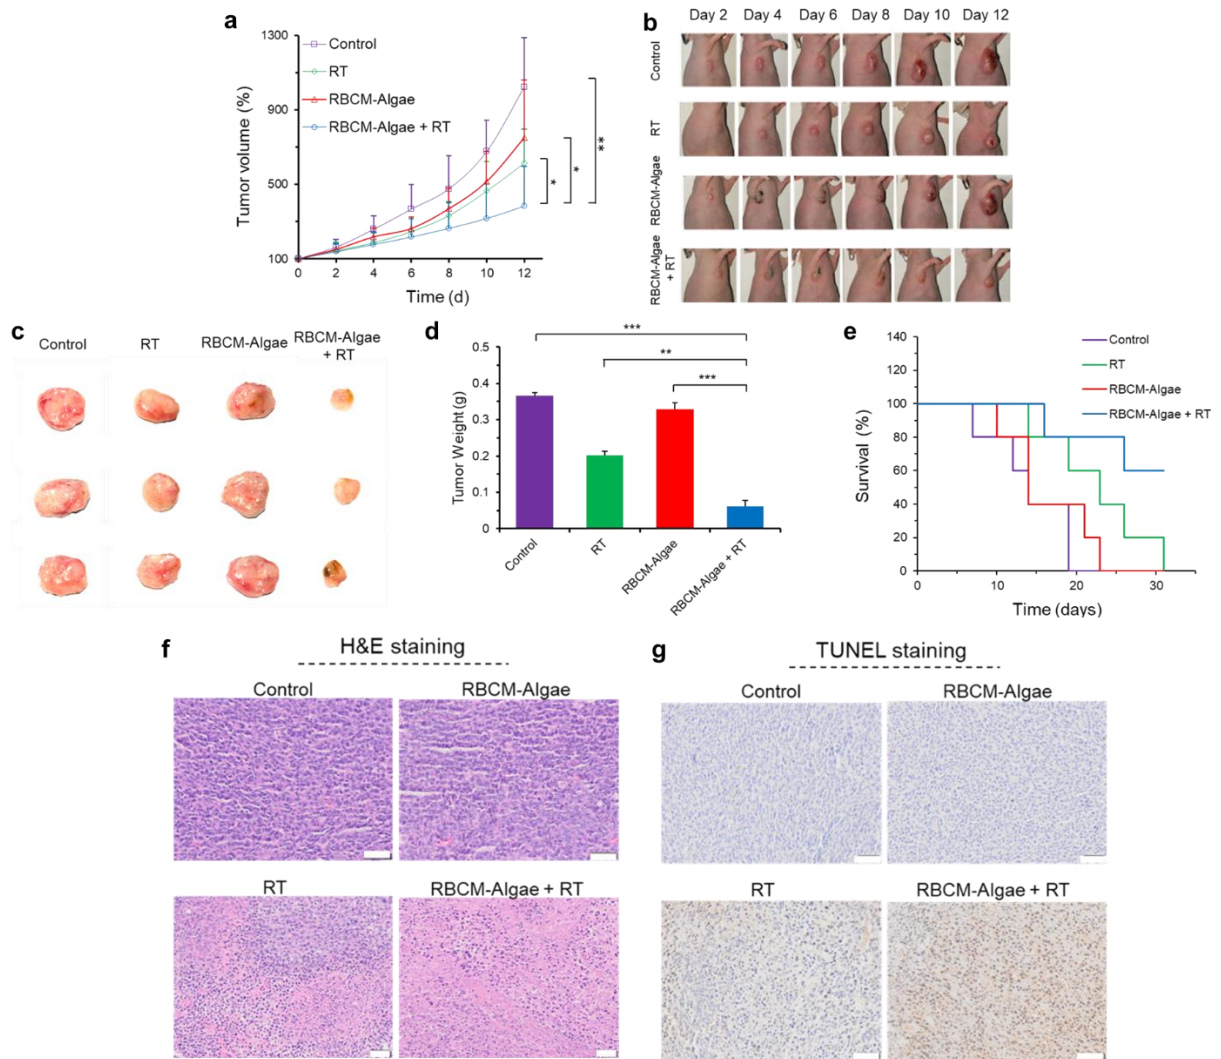 a
1300
900
500
100
0
2
4
6
8
10
12
Tumor volume (%)
Time (d)
Control
RT
RBCM-Algae
RBCM-Algae + RT
*
*
**
b
Day 2 Day 4 Day 6 Day 8 Day 10 Day 12
Control
RT
RBCM-Algae
RBCM-Algae
+ RT
c
Control RT RBCM-Algae RBCM-Algae
+ RT
d
***
**
***
0.5
0.4
0.3
0.2
0.1
0
Tumor Weight (g)
Control
RT
RBCM-Algae
RBCM-Algae + RT
e
140
120
100
80
60
40
20
0
0 10 20 30
Survival (%)
Time (days)
Control
RT
RBCM-Algae
RBCM-Algae + RT
f
H&E staining
Control RBCM-Algae
RT RBCM-Algae + RT
g
TUNEL staining
Control RBCM-Algae
RT RBCM-Algae + RT